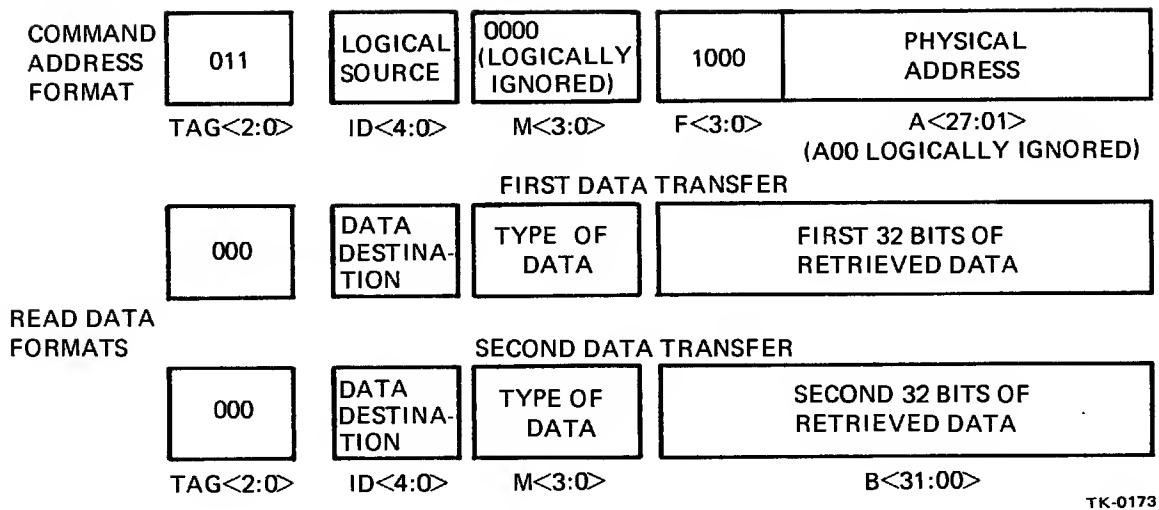 COMMAND ADDRESS FORMAT
011
LOGICAL SOURCE
0000 (LOGICALLY IGNORED)
1000
PHYSICAL ADDRESS
TAG<2:0> ID<4:0> M<3:0> F<3:0> A<27:01>
(A00 LOGICALLY IGNORED)
FIRST DATA TRANSFER
READ DATA FORMATS
000
DATA DESTINA-
TION
TYPE OF DATA
FIRST 32 BITS OF
RETRIEVED DATA
SECOND DATA TRANSFER
000
DATA DESTINA-
TION
TYPE OF DATA
SECOND 32 BITS OF
RETRIEVED DATA
TAG<2:0> ID<4:0> M<3:0> B<31:00>
TK-0173